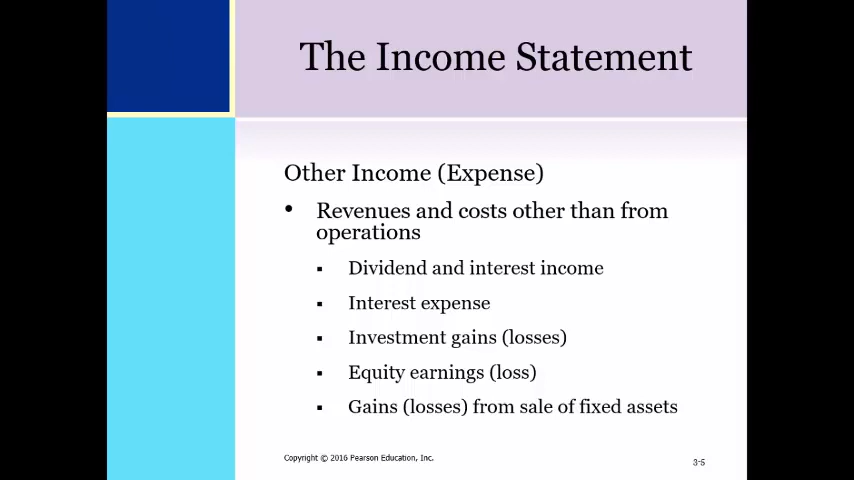 The Income Statement
Other Income (Expense)
• Revenues and costs other than from
operations
▪ Dividend and interest income
▪ Interest expense
▪ Investment gains (losses)
▪ Equity earnings (loss)
▪ Gains (losses) from sale of fixed assets
Copyright © 2016 Pearson Education, Inc.
3-5